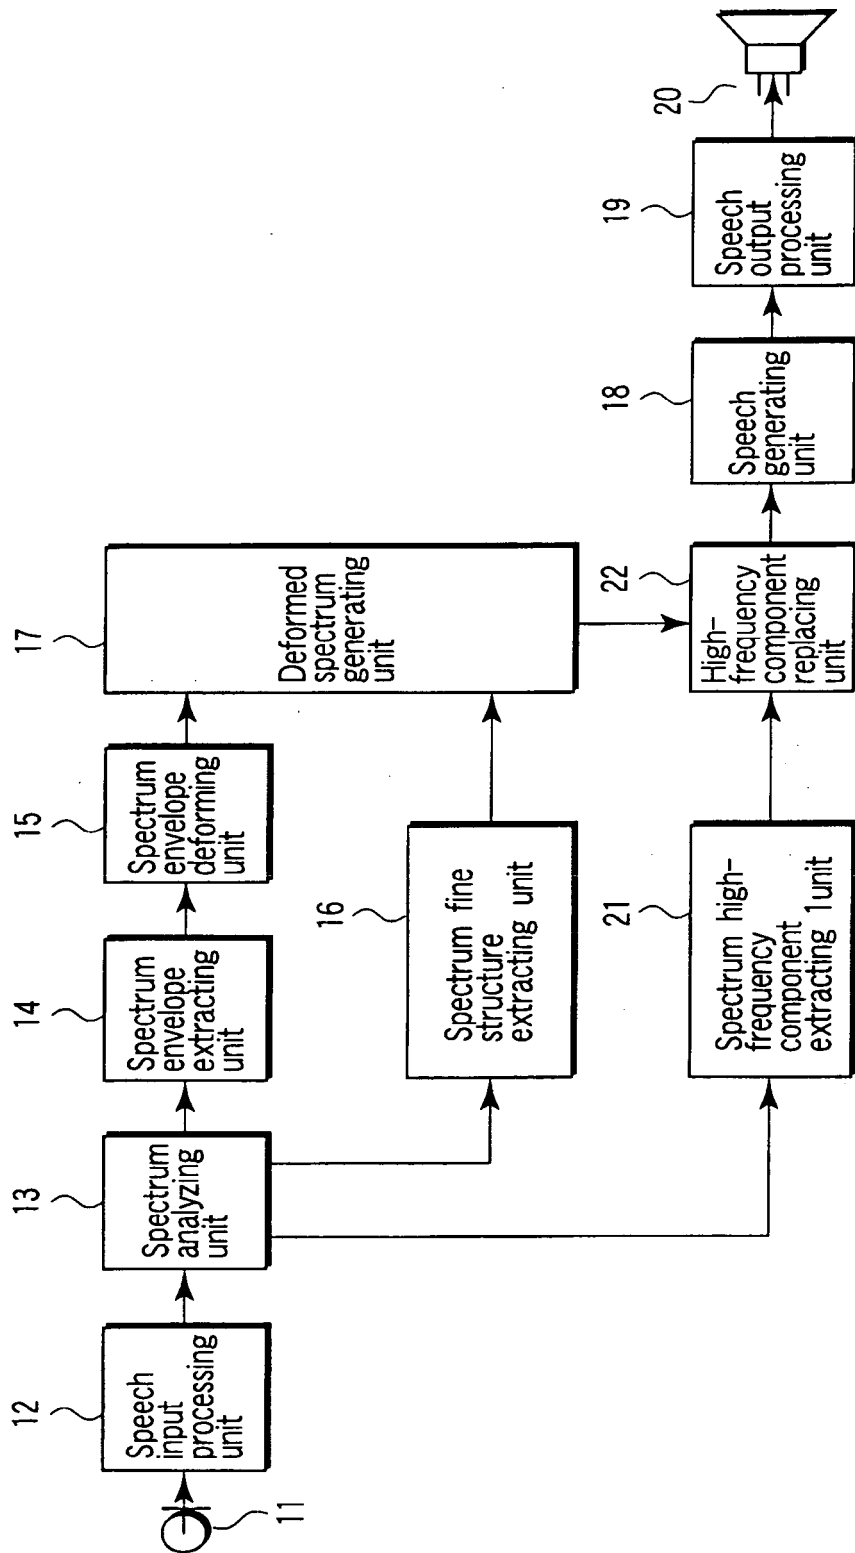 11
12
Speech
input
processing
unit
13
Spectrum
analyzing
unit
14
Spectrum
envelope
extracting
unit
15
Spectrum
envelope
deforming
unit
16
Spectrum fine
structure
extracting unit
17
Deformed
spectrum
generating
unit
21
Spectrum high-
frequency
component
extracting 1unit
22
High-
frequency
component
replacing
unit
18
Speech
generating
unit
19
Speech
output
processing
unit
20